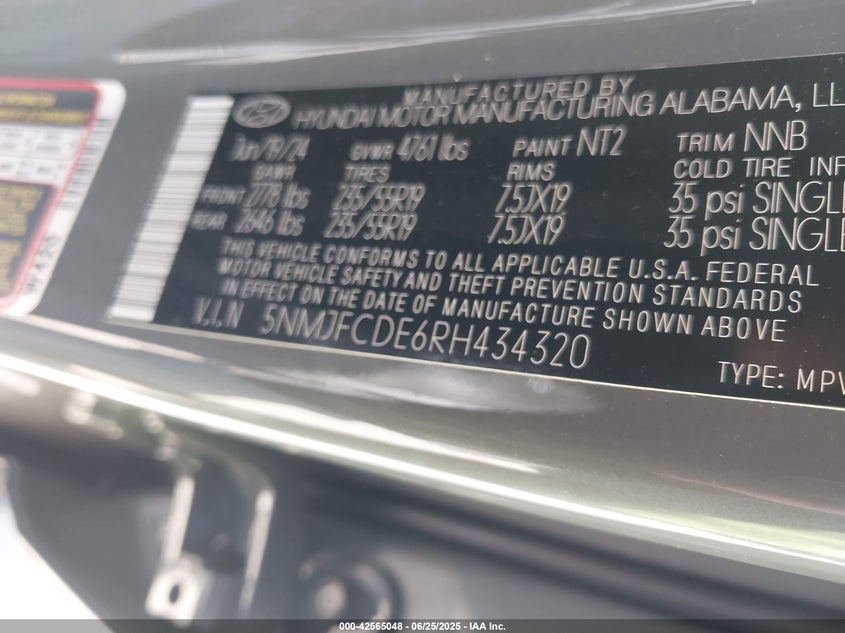 MANUFACTURED BY
HYUNDAI MOTOR MANUFACTURING ALABAMA, LL
Jun/19/24 GVWR 4761 lbs PAINT NT2 TRIM NNB
GAWR TIRES RIMS COLD TIRE INF
FRONT 2778 lbs 235/55R19 7.5JX19 35 psi SINGLE
REAR 2646 lbs 235/55R19 7.5JX19 35 psi SINGLE
THIS VEHICLE CONFORMS TO ALL APPLICABLE U.S.A. FEDERAL
MOTOR VEHICLE SAFETY AND THEFT PREVENTION STANDARDS
IN EFFECT ON THE DATE OF MANUFACTURE SHOWN ABOVE
V.I.N 5NMJFCDE6RH434320
TYPE: MPV
000-42565048 - 06/25/2025 - IAA Inc.